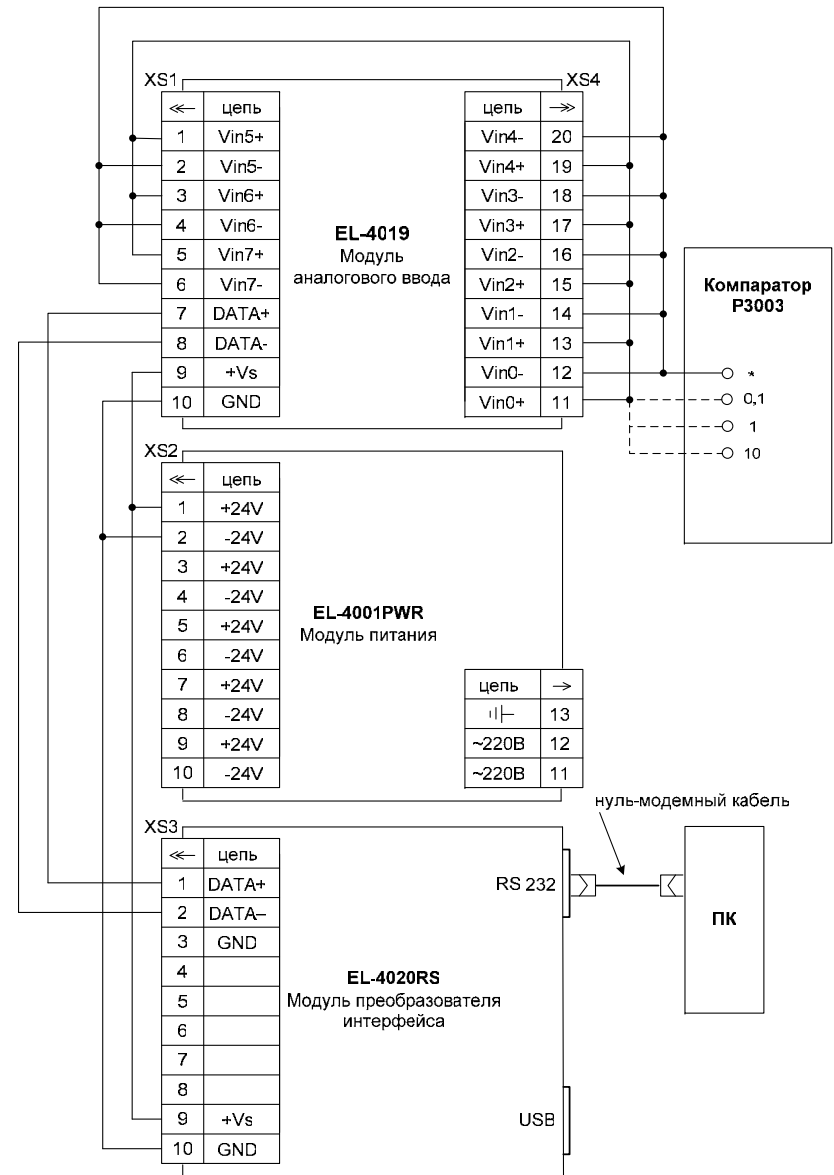 XS1
XS4
цепь
1 Vin5+
2 Vin5-
3 Vin6+
4 Vin6-
5 Vin7+
6 Vin7-
7 DATA+
8 DATA-
9 +Vs
10 GND
EL-4019
Модуль
аналогового ввода
цепь
Vin4- 20
Vin4+ 19
Vin3- 18
Vin3+ 17
Vin2- 16
Vin2+ 15
Vin1- 14
Vin1+ 13
Vin0- 12
Vin0+ 11
Компаратор
Р3003
*
0,1
1
10
XS2
цепь
1 +24V
2 -24V
3 +24V
4 -24V
5 +24V
6 -24V
7 +24V
8 -24V
9 +24V
10 -24V
EL-4001PWR
Модуль питания
цепь
13
~220В 12
~220В 11
нуль-модемный кабель
XS3
цепь
1 DATA+
2 DATA–
3 GND
4
5
6
7
8
9 +Vs
10 GND
EL-4020RS
Модуль преобразователя
интерфейса
RS 232
USB
ПК